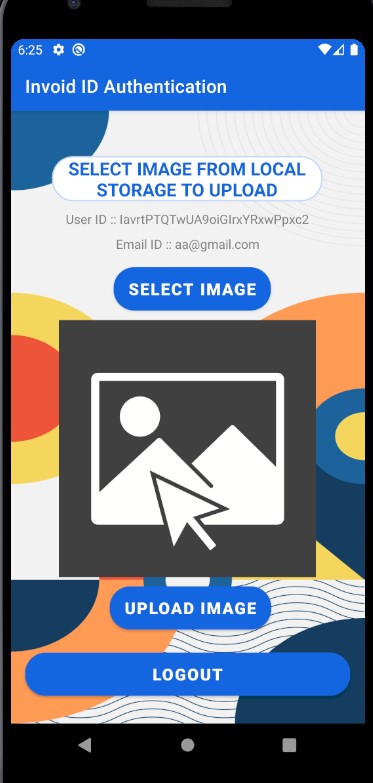 6:25
Invoid ID Authentication
SELECT IMAGE FROM LOCAL
STORAGE TO UPLOAD
User ID :: IavrtPTQTwUA9oiGIrxYRxwPpxc2
Email ID :: aa@gmail.com
SELECT IMAGE
UPLOAD IMAGE
LOGOUT